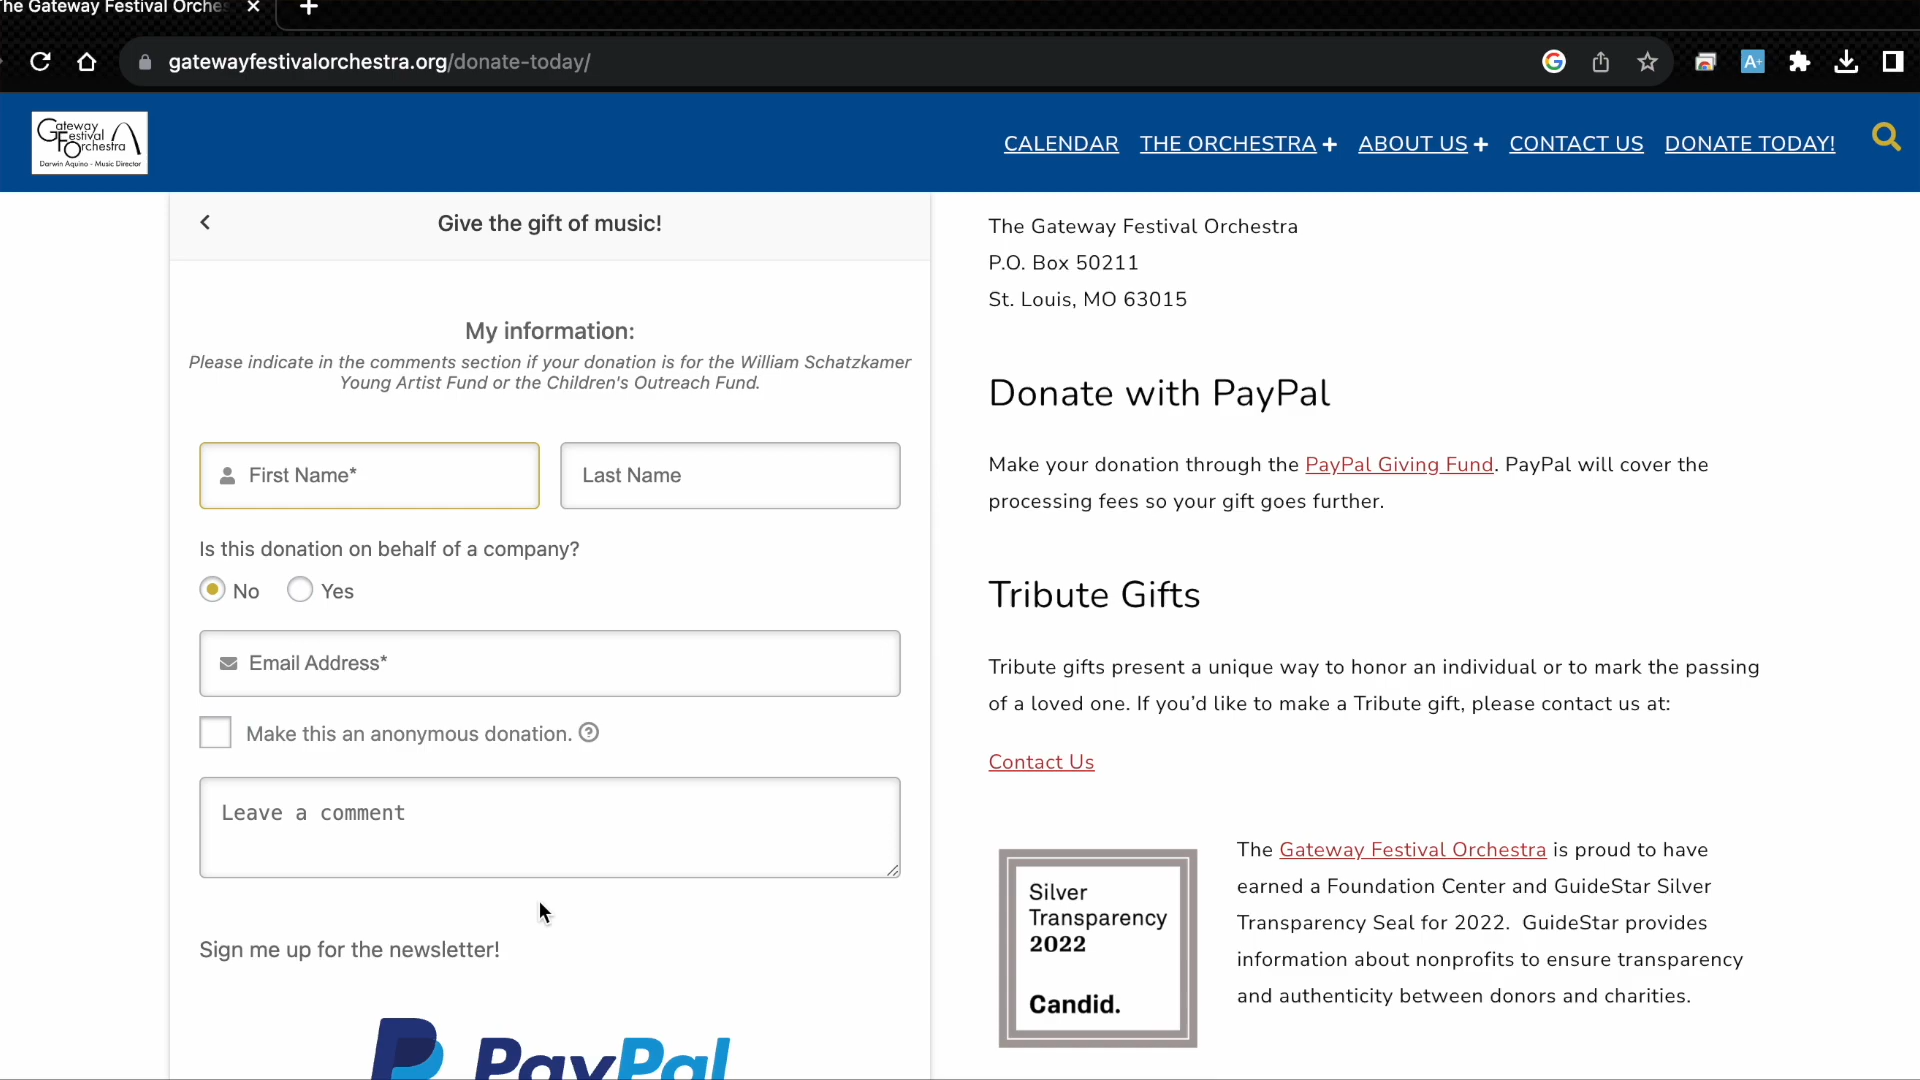 The Gateway Festival Orches
gatewayfestivalorchestra.org/donate-today/
Gateway
Festival
Orchestra
Darwin Aquino - Music Director
CALENDAR THE ORCHESTRA + ABOUT US + CONTACT US DONATE TODAY!
Give the gift of music!
My information:
Please indicate in the comments section if your donation is for the William Schatzkamer
Young Artist Fund or the Children's Outreach Fund.
First Name*
Last Name
Is this donation on behalf of a company?
No Yes
Email Address*
Make this an anonymous donation. ?
Leave a comment
Sign me up for the newsletter!
PayPal
The Gateway Festival Orchestra
P.O. Box 50211
St. Louis, MO 63015
Donate with PayPal
Make your donation through the PayPal Giving Fund. PayPal will cover the
processing fees so your gift goes further.
Tribute Gifts
Tribute gifts present a unique way to honor an individual or to mark the passing
of a loved one. If you’d like to make a Tribute gift, please contact us at:
Contact Us
Silver
Transparency
2022
Candid.
The Gateway Festival Orchestra is proud to have
earned a Foundation Center and GuideStar Silver
Transparency Seal for 2022. GuideStar provides
information about nonprofits to ensure transparency
and authenticity between donors and charities.